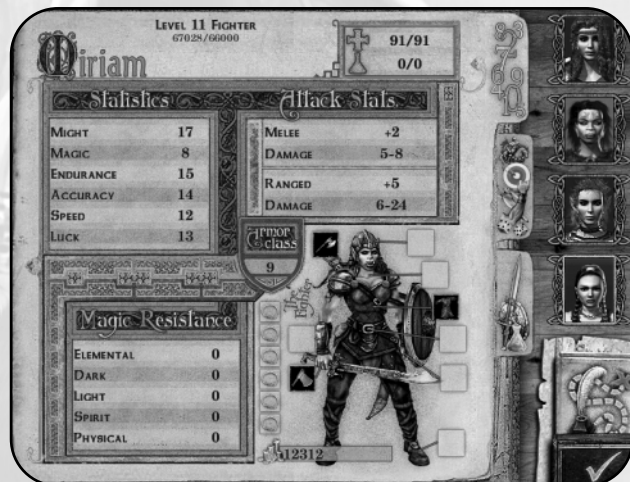 LEVEL 11 FIGHTER
67028/66000
Miriam
91/91
0/0
Statistics
MIGHT 17
MAGIC 8
ENDURANCE 15
ACCURACY 14
SPEED 12
LUCK 13
Attack Stats.
MELEE +2
DAMAGE 5-8
RANGED +5
DAMAGE 6-24
Armor
class
9
The Fighter
Magic Resistance
ELEMENTAL 0
DARK 0
LIGHT 0
SPIRIT 0
PHYSICAL 0
12312